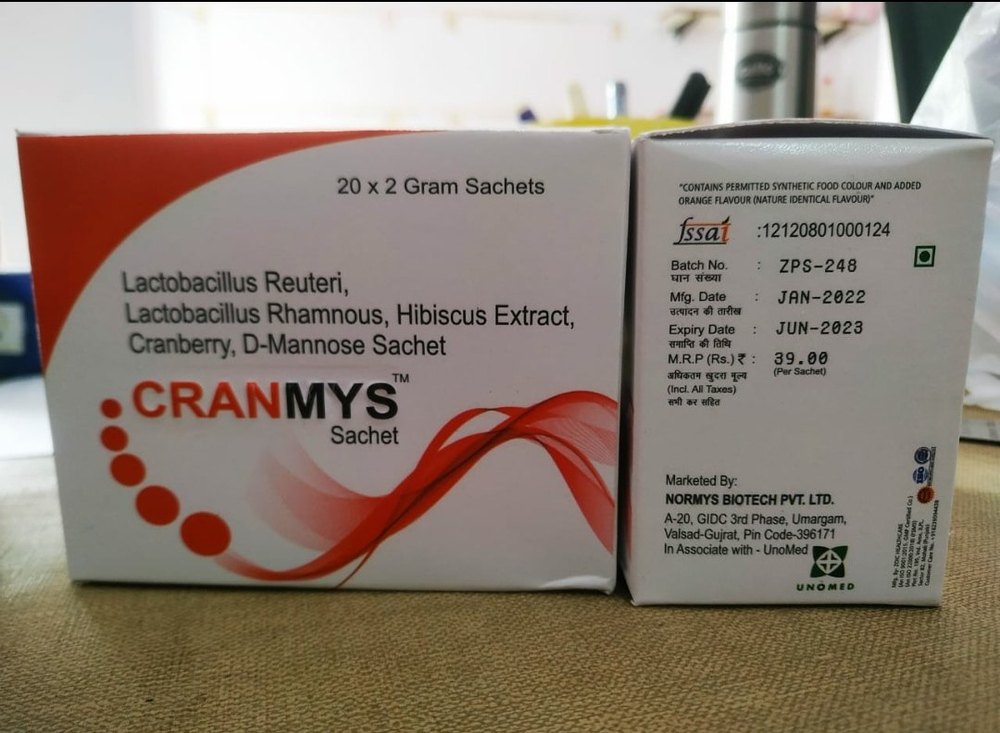 20 x 2 Gram Sachets
Lactobacillus Reuteri,
Lactobacillus Rhamnous, Hibiscus Extract,
Cranberry, D-Mannose Sachet
CRANMYS™
Sachet
"CONTAINS PERMITTED SYNTHETIC FOOD COLOUR AND ADDED
ORANGE FLAVOUR (NATURE IDENTICAL FLAVOUR)"
fssai :12120801000124
Batch No. : ZPS-248
घान संख्या
Mfg. Date : JAN-2022
उत्पादन की तारीख
Expiry Date : JUN-2023
समाप्ति की तिथि
M.R.P (Rs.) ₹ : 39.00
(Per Sachet)
अधिकतम खुदरा मूल्य
(Incl. All Taxes)
सभी कर सहित
Marketed By:
NORMYS BIOTECH PVT. LTD.
A-20, GIDC 3rd Phase, Umargam,
Valsad-Gujrat, Pin Code-396171
In Associate with - UnoMed
UNOMED
ISO